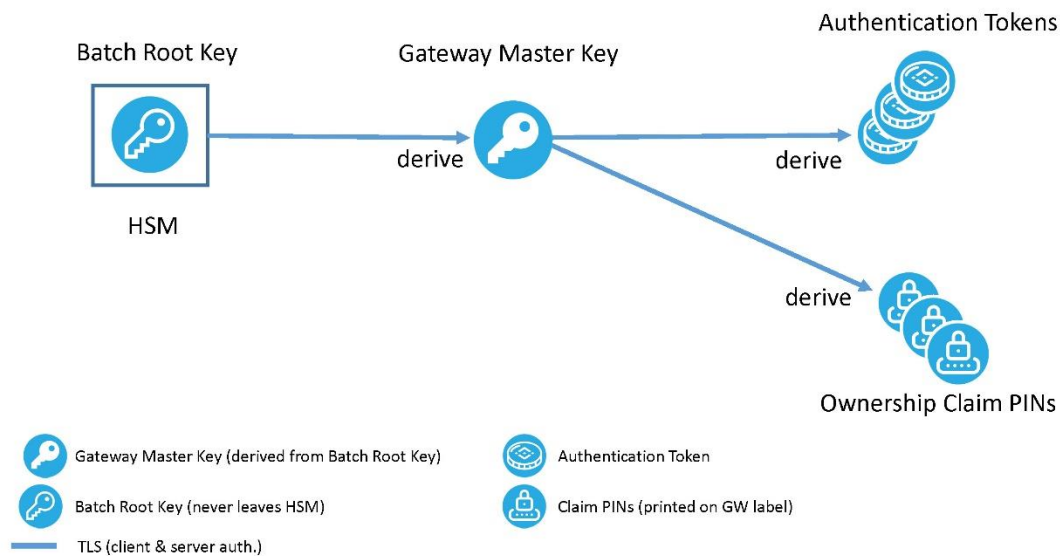 Authentication Tokens
Batch Root Key
Gateway Master Key
derive
derive
HSM
derive
Ownership Claim PINs
Gateway Master Key (derived from Batch Root Key)
Authentication Token
Batch Root Key (never leaves HSM)
Claim PINs (printed on GW label)
TLS (client & server auth.)